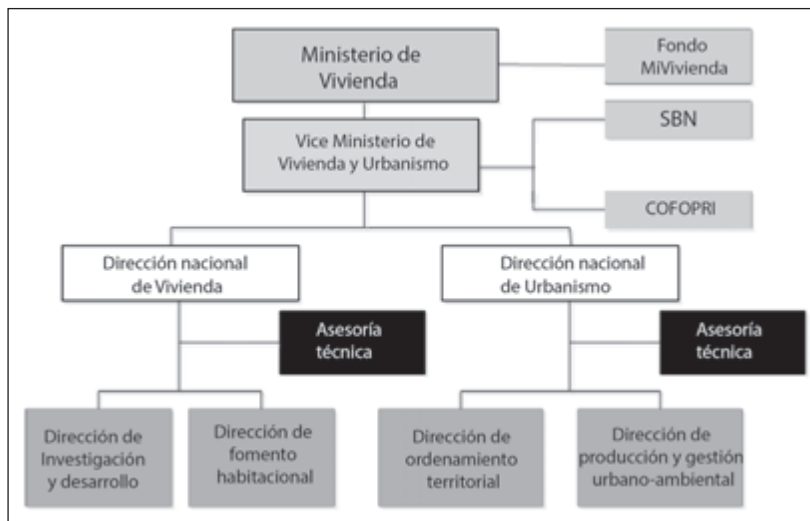 Ministerio de
Vivienda
Fondo
MiVivienda
Vice Ministerio de
Vivienda y Urbanismo
SBN
COFOPRI
Dirección nacional
de Vivienda
Dirección nacional
de Urbanismo
Asesoría
técnica
Asesoría
técnica
Dirección de
Investigación
y desarrollo
Dirección de
fomento
habitacional
Dirección de
ordenamiento
territorial
Dirección de
producción y gestión
urbano-ambiental